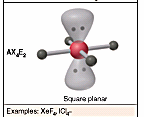 AX₄E₂
Square planar
Examples: XeF₄, ICl₄⁻